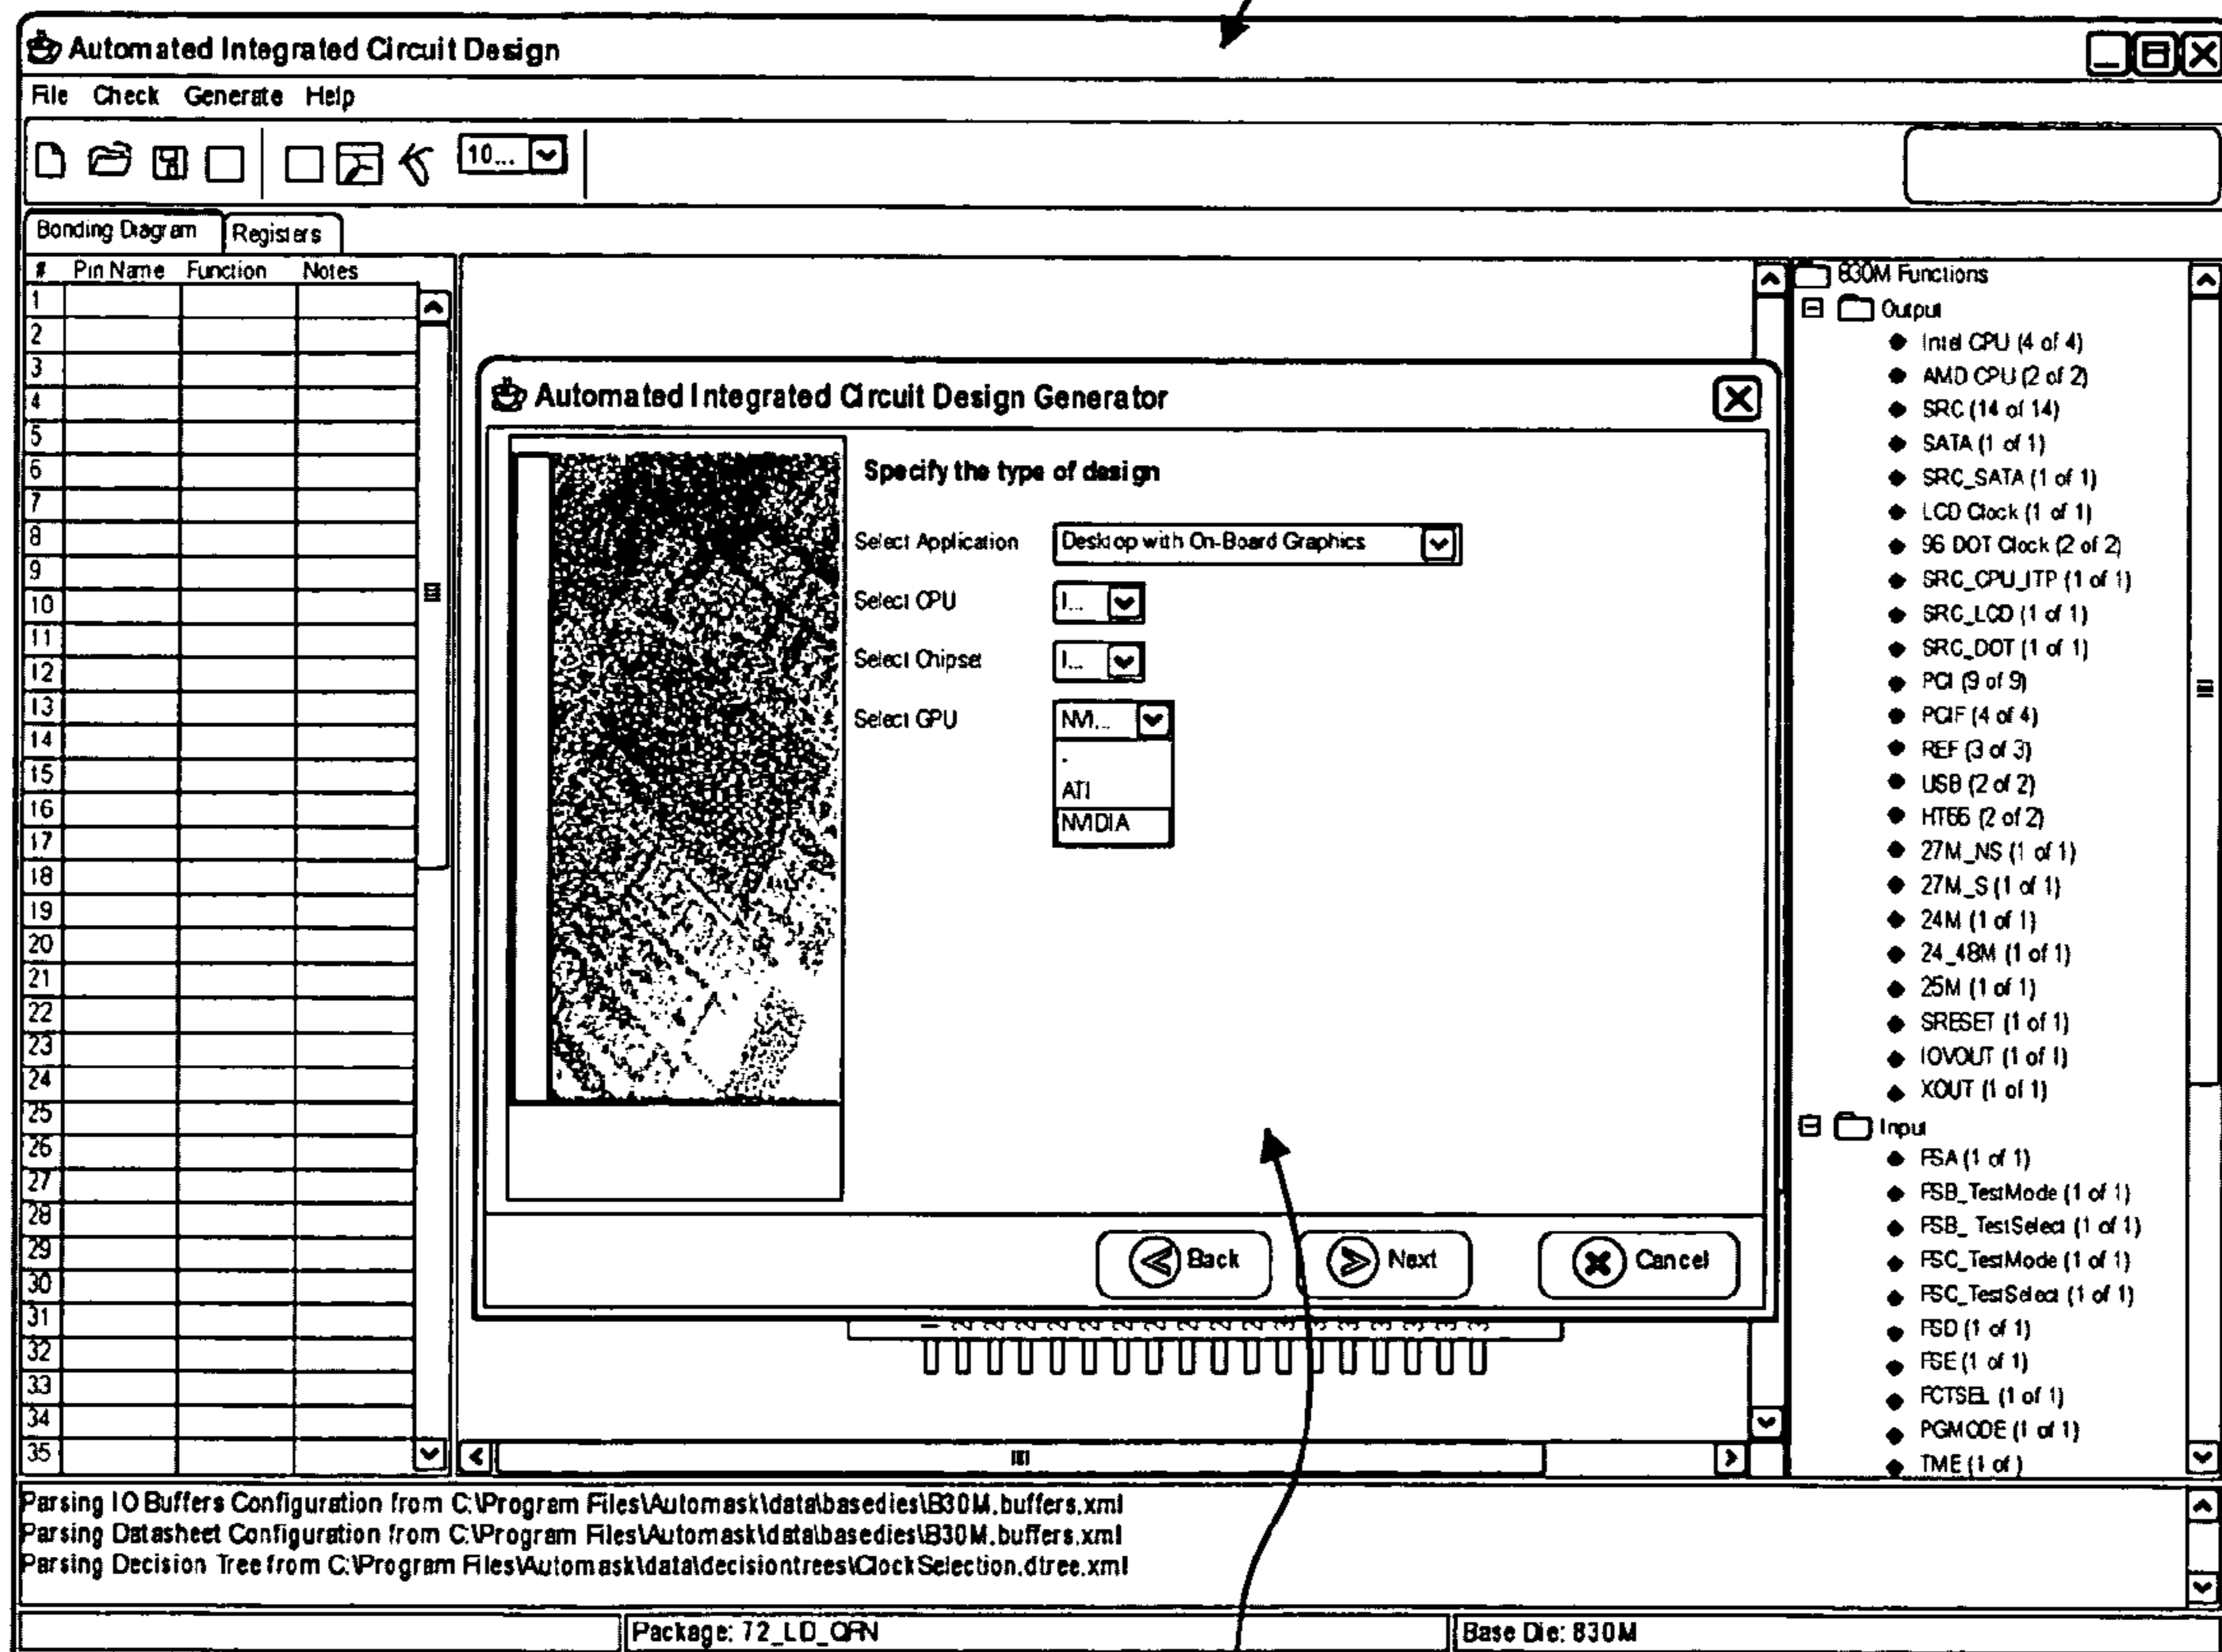 Automated Integrated Circuit Design
File Check Generate Help
10...
Bonding Diagram Registers
# Pin Name Function Notes
1
2
3
4
5
6
7
8
9
10
11
12
13
14
15
16
17
18
19
20
21
22
23
24
25
26
27
28
29
30
31
32
33
34
35
Automated Integrated Circuit Design Generator
Specify the type of design
Select Application Desktop with On-Board Graphics
Select CPU I...
Select Chipset I...
Select GPU NVI...
-
ATI
NVIDIA
Back Next Cancel
830M Functions
Output
Intel CPU (4 of 4)
AMD CPU (2 of 2)
SRC (14 of 14)
SATA (1 of 1)
SRC_SATA (1 of 1)
LCD Clock (1 of 1)
96 DOT Clock (2 of 2)
SRC_CPU_ITP (1 of 1)
SRC_LCD (1 of 1)
SRC_DOT (1 of 1)
PCI (9 of 9)
PCIF (4 of 4)
REF (3 of 3)
USB (2 of 2)
HT66 (2 of 2)
27M_NS (1 of 1)
27M_S (1 of 1)
24M (1 of 1)
24_48M (1 of 1)
25M (1 of 1)
SRESET (1 of 1)
IOVOUT (1 of 1)
XOUT (1 of 1)
Input
FSA (1 of 1)
FSB_TestMode (1 of 1)
FSB_ TestSelect (1 of 1)
FSC_TestMode (1 of 1)
FSC_TestSelect (1 of 1)
FSD (1 of 1)
FSE (1 of 1)
FCTSEL (1 of 1)
PGMODE (1 of 1)
TME (1 of )
Parsing IO Buffers Configuration from C:\Program Files\Automask\data\basedies\B30M.buffers.xml
Parsing Datasheet Configuration from C:\Program Files\Automask\data\basedies\B30M.buffers.xml
Parsing Decision Tree from C:\Program Files\Automask\data\decisiontrees\ClockSelection.dtree.xml
Package: 72_LD_QFN Base Die: 830M